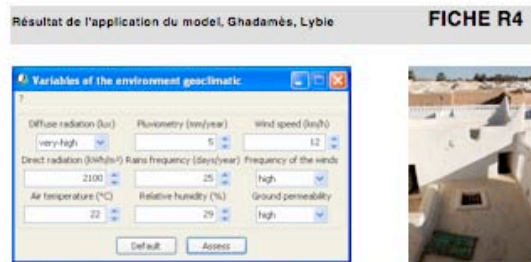 Résultat de l'application du model, Ghadamès, Lybie
FICHE R4
Variables of the environment geoclimatic
?
Diffuse radiation (lux) Pluviometry (mm/year) Wind speed (km/h)
very-high 5 12
Direct radiation (kWh/m²) Rains frequency (days/year) Frequency of the winds
2100 25 high
Air temperature (°C) Relative humidity (%) Ground permeability
22 29 high
Default Assess